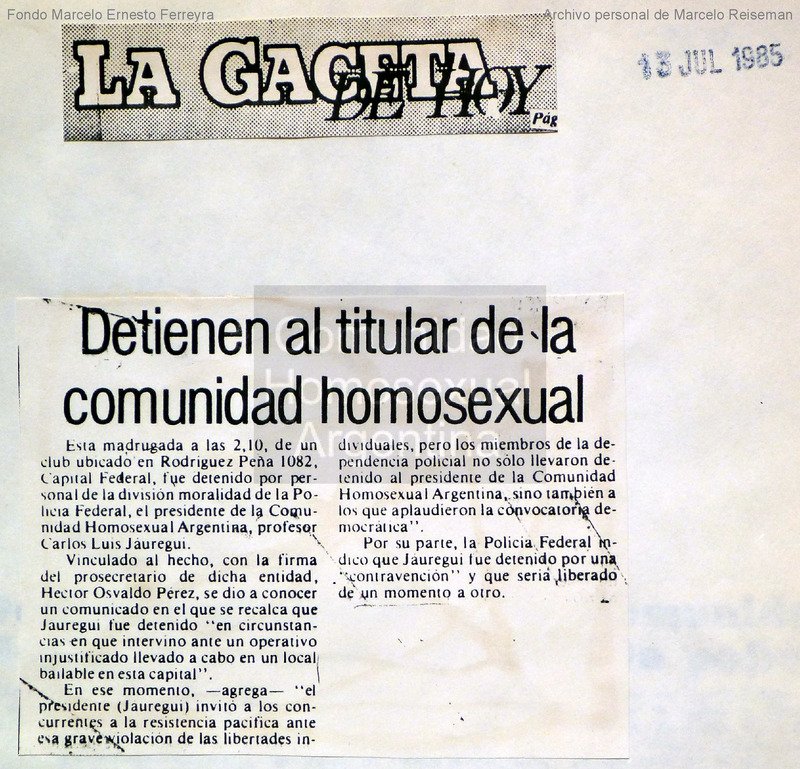 Fondo Marcelo Ernesto Ferreyra
Archivo personal de Marcelo Reiseman
LA GACETA
DE HOY
Pág
13 JUL 1985
Detienen al titular de la
comunidad homosexual
Comunidad
Homosexual
Argentina
Esta madrugada a las 2,10, de un
club ubicado en Rodriguez Peña 1082,
Capital Federal, fue detenido por per-
sonal de la división moralidad de la Po-
licia Federal, el presidente de la Comu-
nidad Homosexual Argentina, profesor
Carlos Luis Jáuregui.
Vinculado al hecho, con la firma
del prosecretario de dicha entidad,
Hector Osvaldo Pérez, se dio a conocer
un comunicado en el que se recalca que
Jauregui fue detenido "en circunstan-
cias en que intervino ante un operativo
injustificado llevado a cabo en un local
bailable en esta capital".
En ese momento, —agrega— "el
presidente (Jauregui) invitó a los con-
currentes a la resistencia pacifica ante
esa grave violación de las libertades in-
dividuales, pero los miembros de la de-
pendencia policial no sólo llevaron de-
tenido al presidente de la Comunidad
Homosexual Argentina, sino también a
los que aplaudieron la convocatoria de-
mocrática".
Por su parte, la Policia Federal in-
dicó que Jáuregui fue detenido por una
"contravención" y que seria liberado
de un momento a otro.